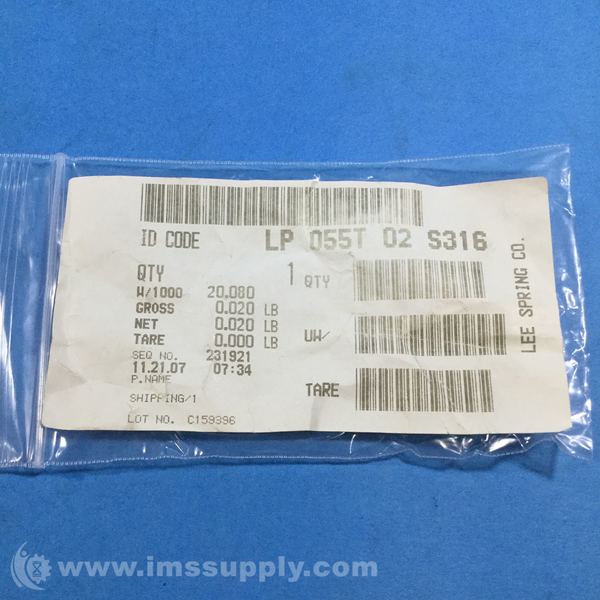 ID CODE LP 055T 02 S316
QTY 1 QTY
W/1000 20,080
GROSS 0.020 LB
NET 0.020 LB UW/
TARE 0.000 LB
SEQ NO. 231921
11.21.07 07:34 TARE
P.NAME
SHIPPING/1
LOT NO. C159396
LEE SPRING CO.
www.imssupply.com